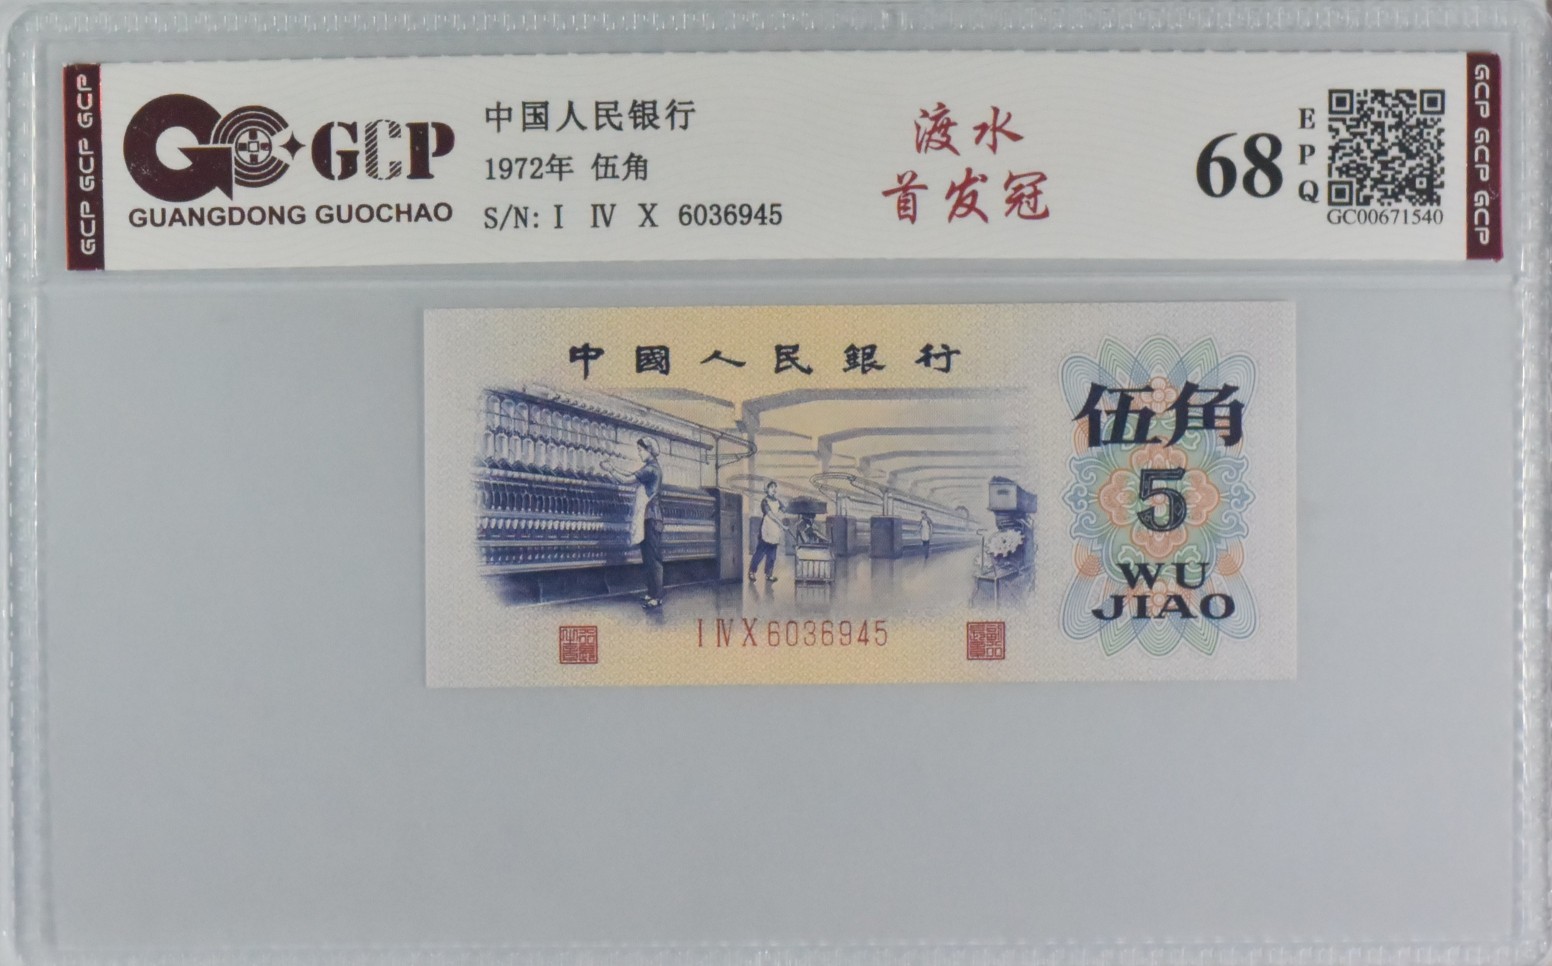 GCP GCP GCP
GCP
GUANGDONG GUOCHAO
中国人民银行
1972年 伍角
S/N: I IV X 6036945
渡水
首发冠
68
EPQ
GC00671540
GCP GCP GCP
中國人民銀行
伍角
5
WU
JIAO
I IV X 6036945